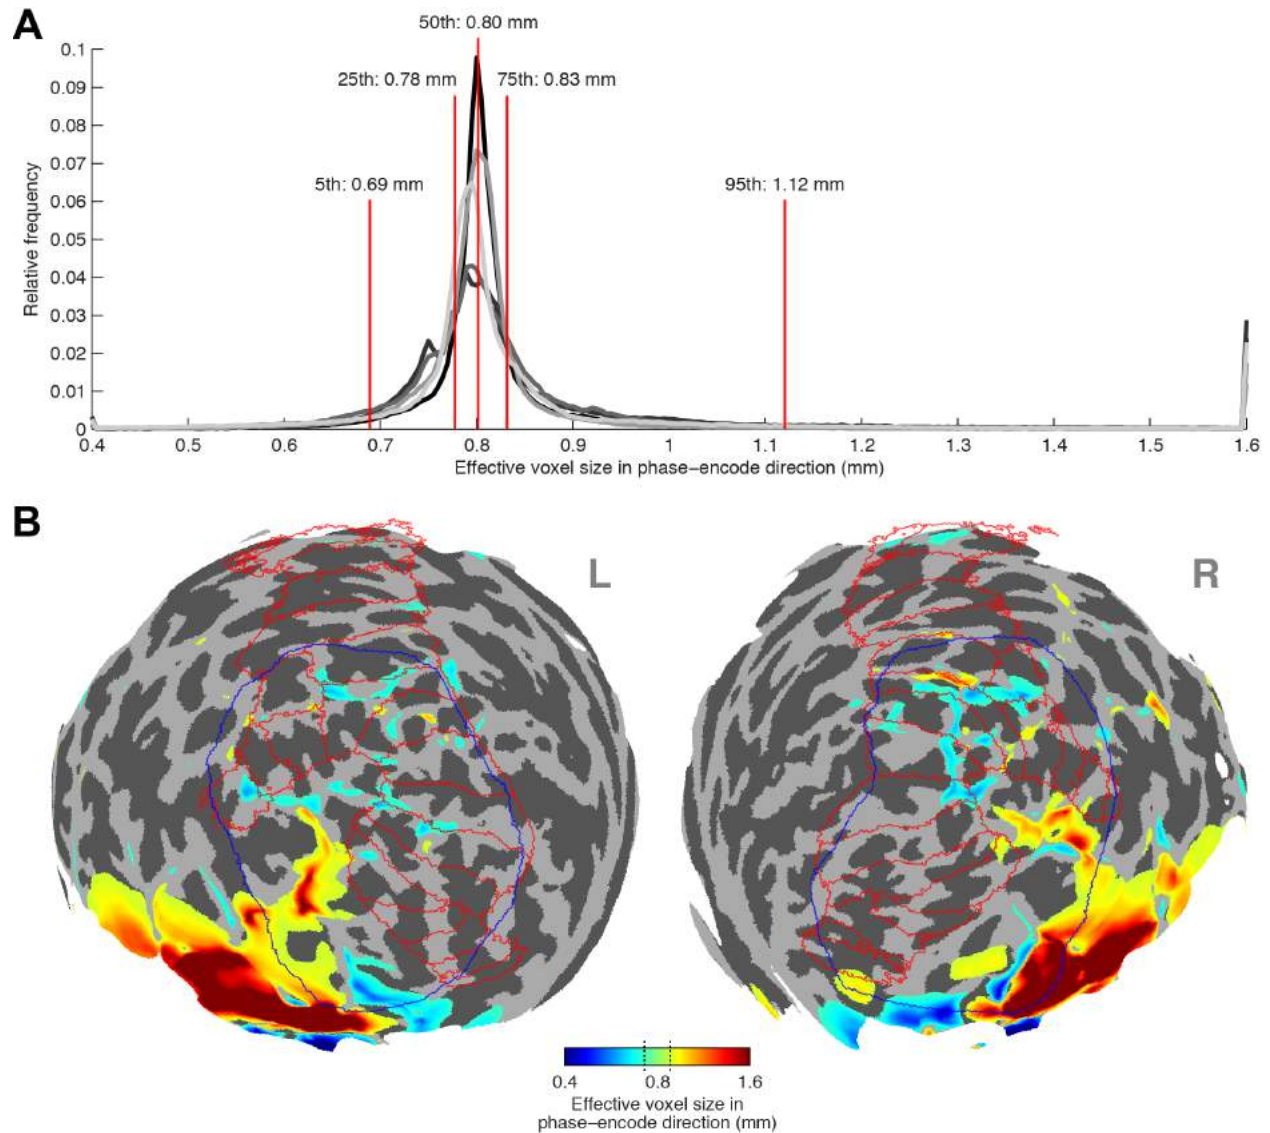 A
50th: 0.80 mm
25th: 0.78 mm
75th: 0.83 mm
5th: 0.69 mm
95th: 1.12 mm
Relative frequency
0.1
0.09
0.08
0.07
0.06
0.05
0.04
0.03
0.02
0.01
0
0.4 0.5 0.6 0.7 0.8 0.9 1 1.1 1.2 1.3 1.4 1.5 1.6
Effective voxel size in phase−encode direction (mm)
B
L
R
0.4 0.8 1.6
Effective voxel size in
phase−encode direction (mm)